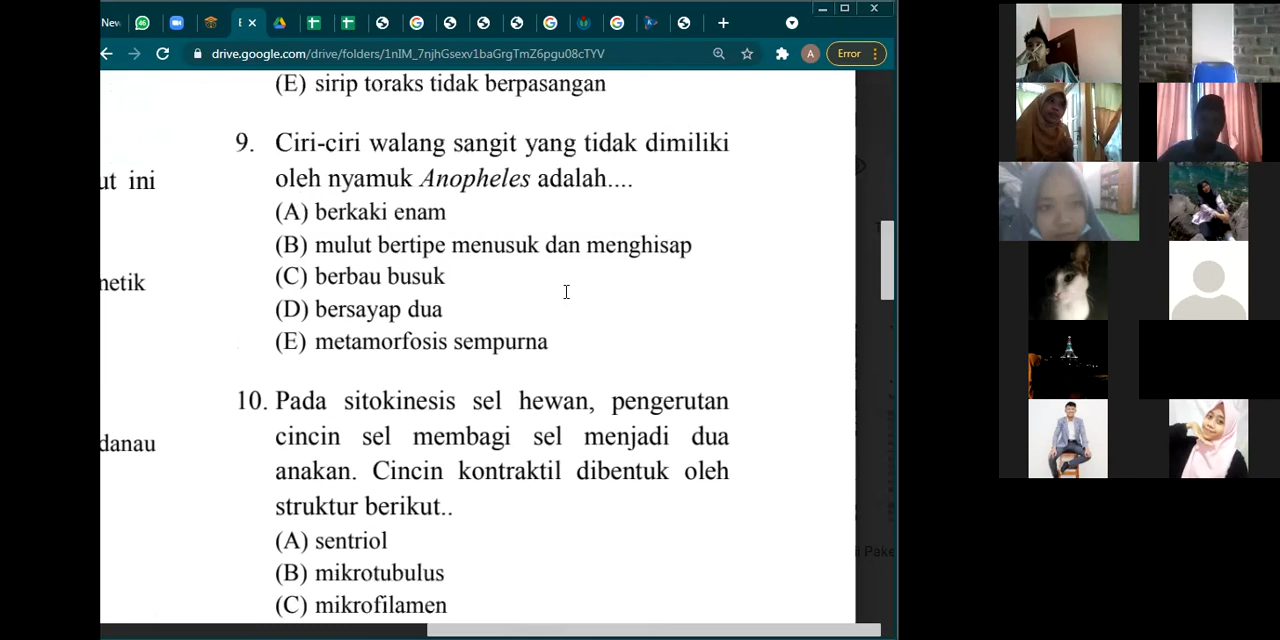 New
46
E
drive.google.com/drive/folders/1nIM_7njhGsexv1baGrgTmZ6pgu08cTYV
A
Error
(E) sirip toraks tidak berpasangan
9. Ciri-ciri walang sangit yang tidak dimiliki
oleh nyamuk Anopheles adalah....
(A) berkaki enam
(B) mulut bertipe menusuk dan menghisap
(C) berbau busuk
(D) bersayap dua
(E) metamorfosis sempurna
10. Pada sitokinesis sel hewan, pengerutan
cincin sel membagi sel menjadi dua
anakan. Cincin kontraktil dibentuk oleh
struktur berikut..
(A) sentriol
(B) mikrotubulus
(C) mikrofilamen
ut ini
netik
danau
i Pake